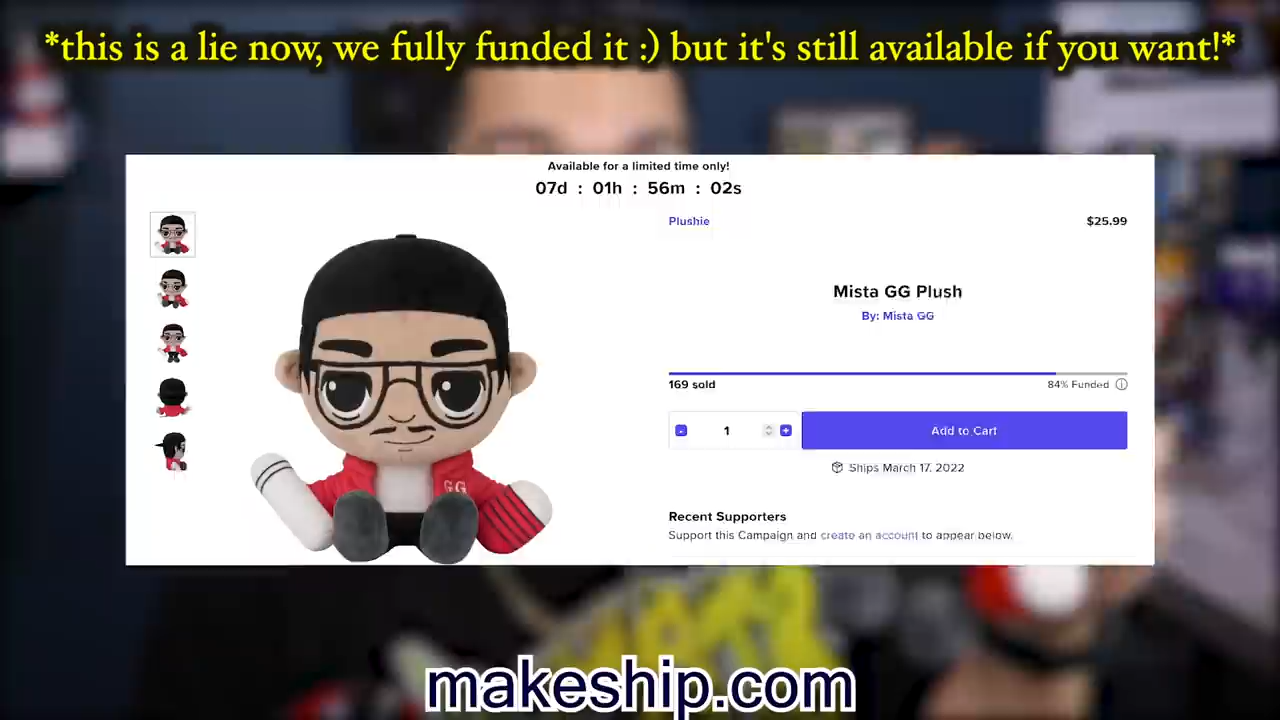 *this is a lie now, we fully funded it :) but it's still available if you want!*
Available for a limited time only!
07d : 01h : 56m : 02s
Plushie
$25.99
Mista GG Plush
By: Mista GG
169 sold
84% Funded
- 1 +
Add to Cart
Ships March 17, 2022
Recent Supporters
Support this Campaign and create an account to appear below.
GG
makeship.com